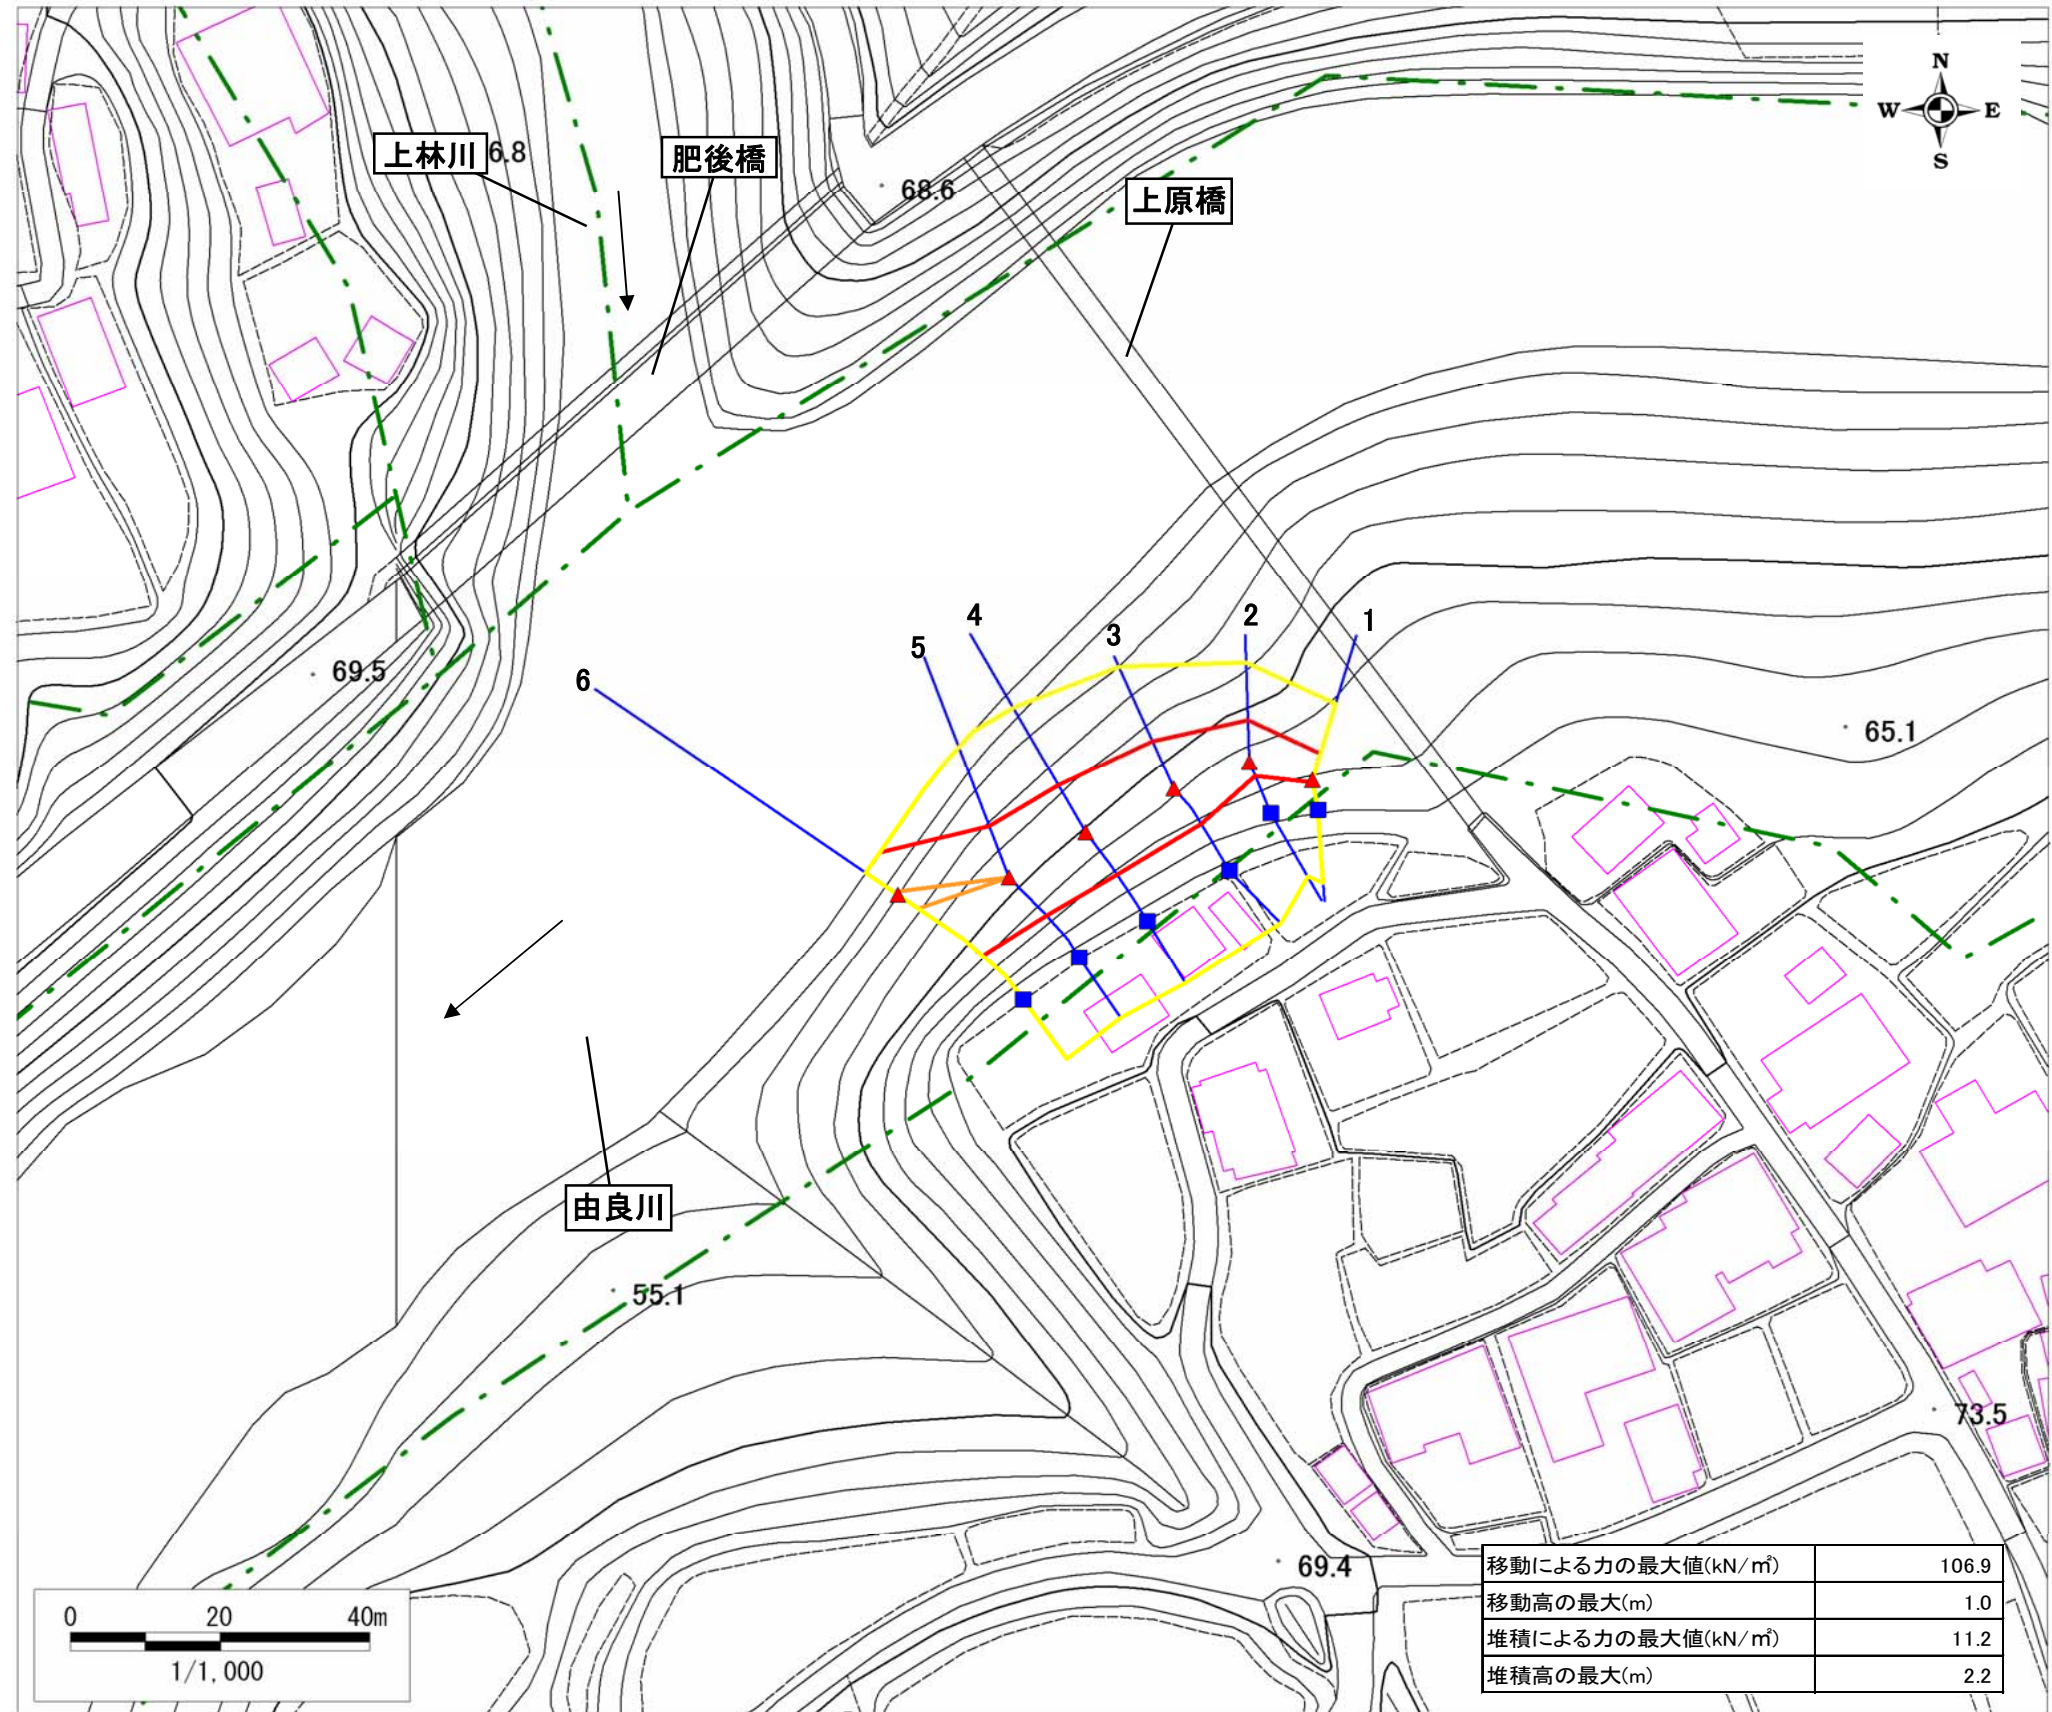 N
W E
S
上林川
6.8
肥後橋
68.6
上原橋
4
2
1
3
5
6
69.5
65.1
由良川
55.1
73.5
69.4
移動による力の最大値(kN/㎡) 106.9
移動高の最大(m) 1.0
堆積による力の最大値(kN/㎡) 11.2
堆積高の最大(m) 2.2
0 20 40m
1/1,000